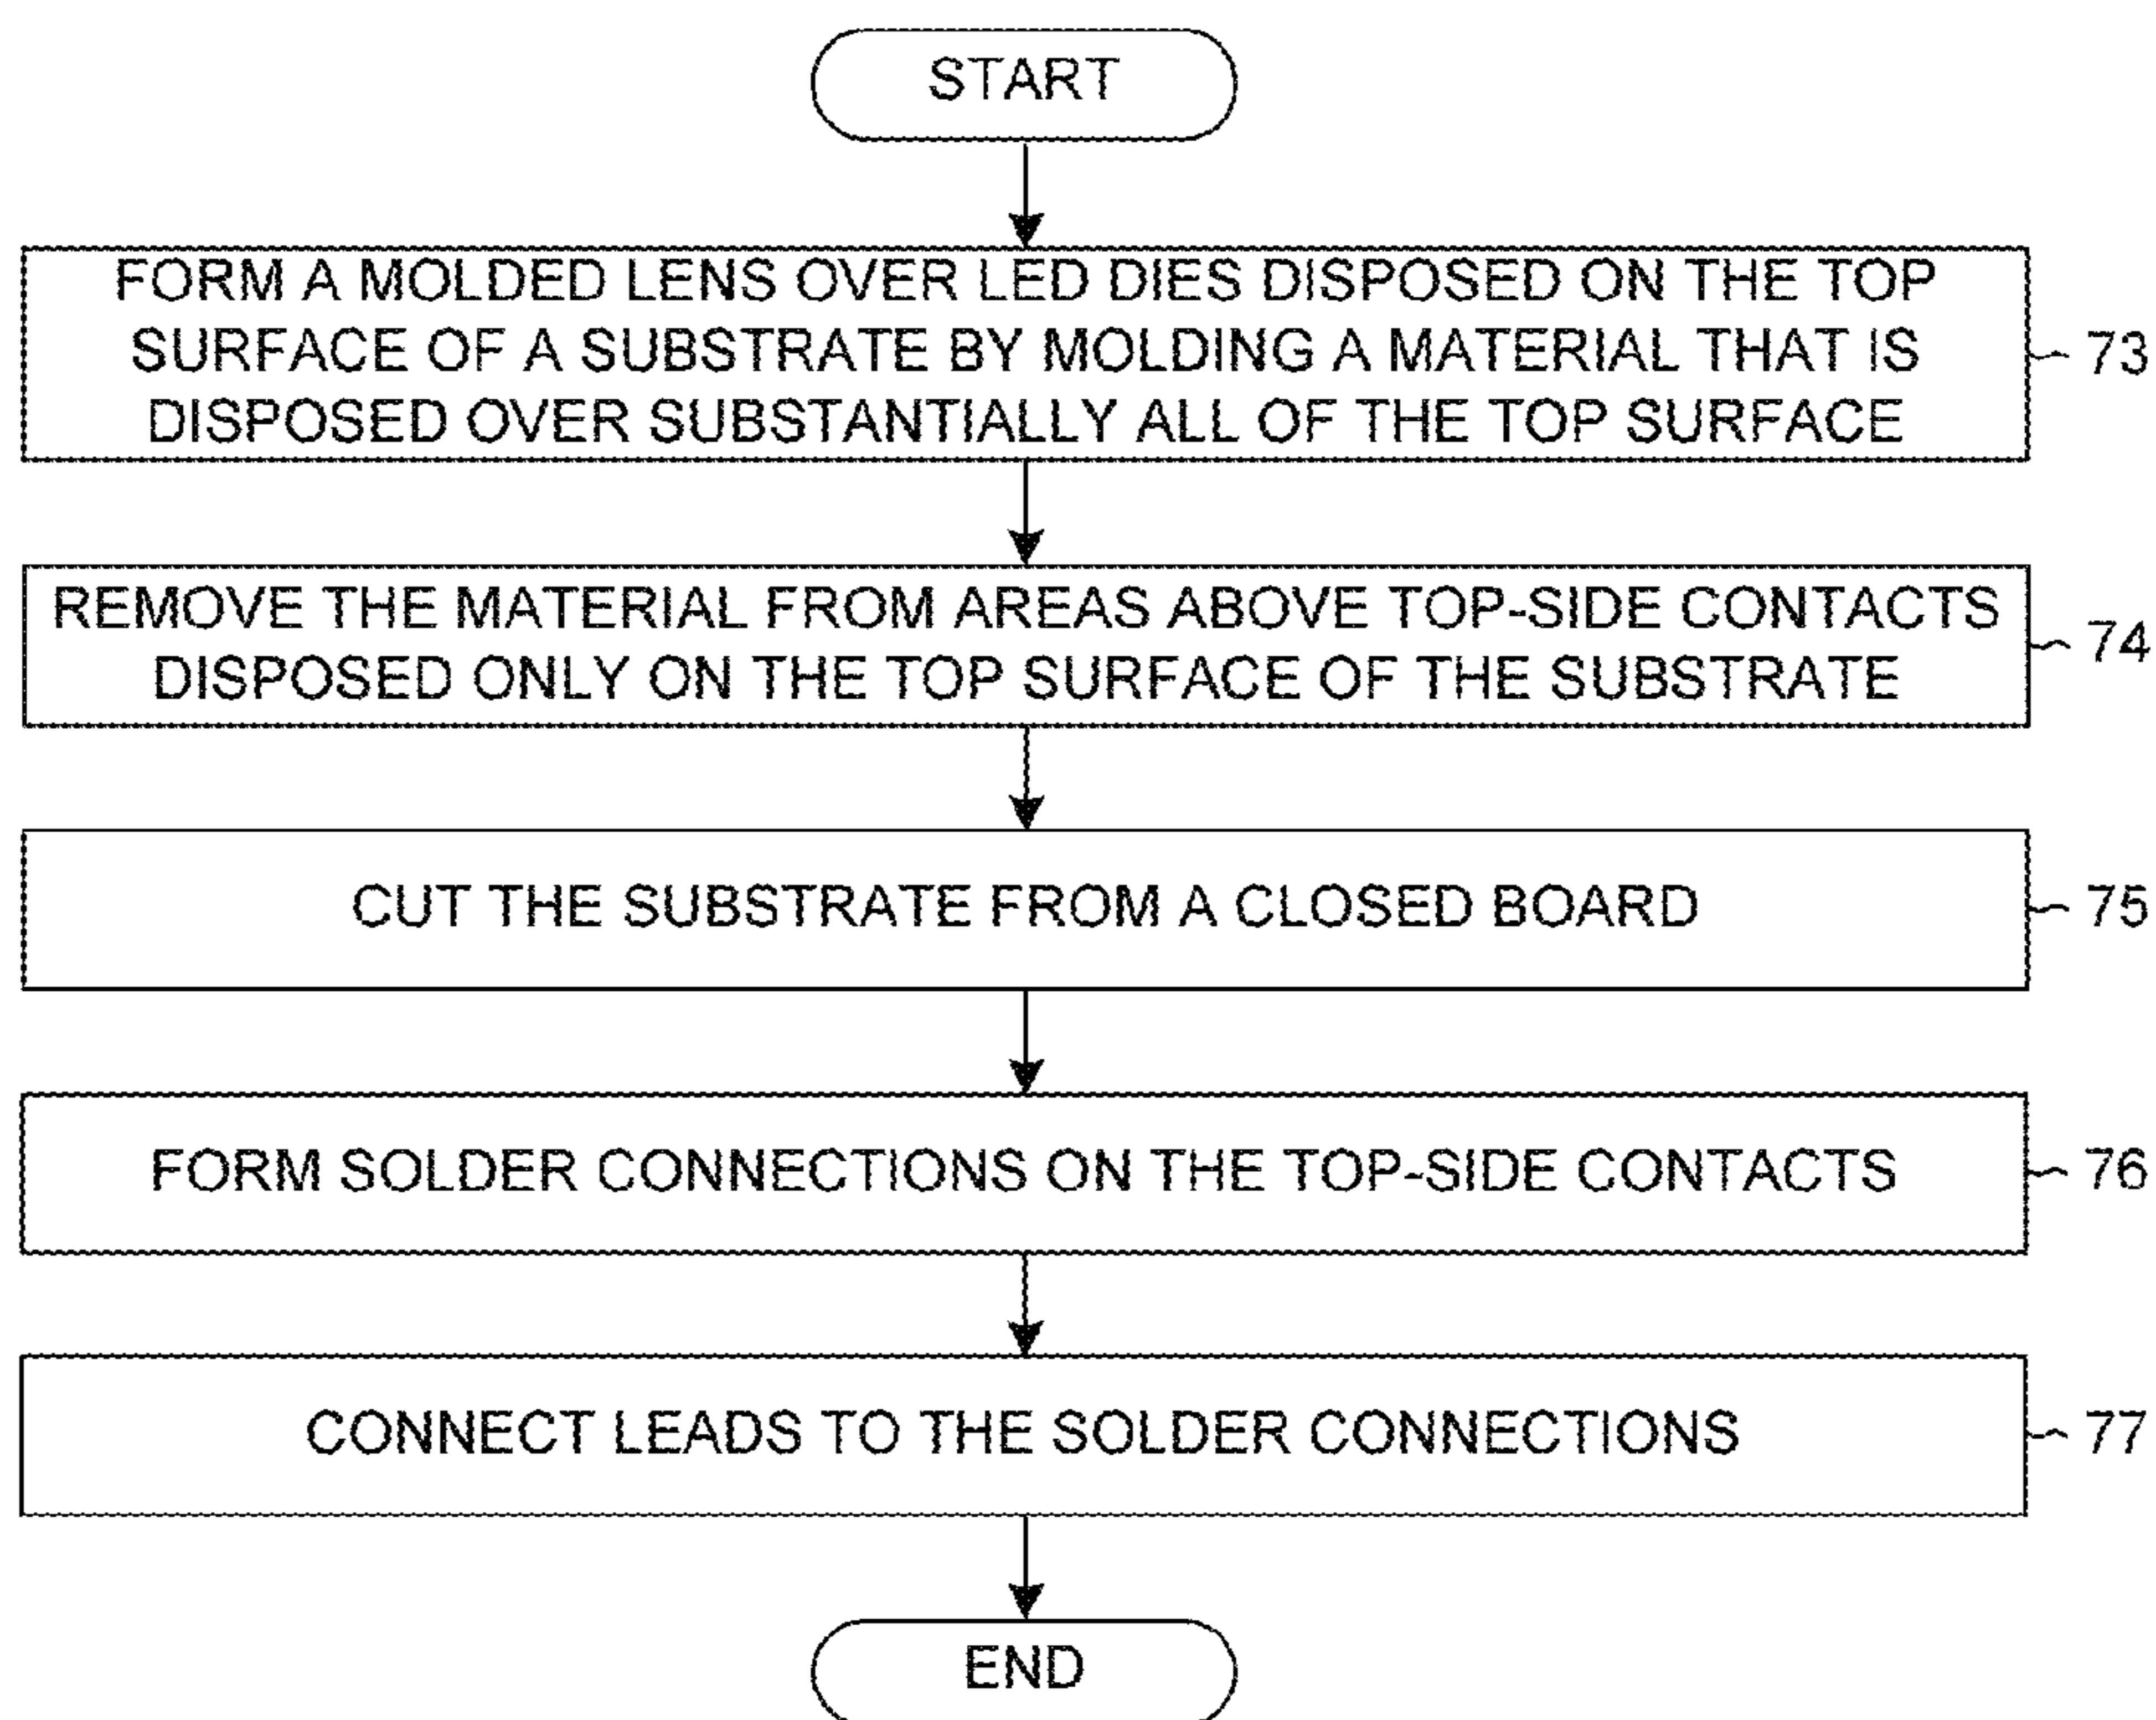 START
FORM A MOLDED LENS OVER LED DIES DISPOSED ON THE TOP
SURFACE OF A SUBSTRATE BY MOLDING A MATERIAL THAT IS
DISPOSED OVER SUBSTANTIALLY ALL OF THE TOP SURFACE
73
REMOVE THE MATERIAL FROM AREAS ABOVE TOP-SIDE CONTACTS
DISPOSED ONLY ON THE TOP SURFACE OF THE SUBSTRATE
74
CUT THE SUBSTRATE FROM A CLOSED BOARD
75
FORM SOLDER CONNECTIONS ON THE TOP-SIDE CONTACTS
76
CONNECT LEADS TO THE SOLDER CONNECTIONS
77
END